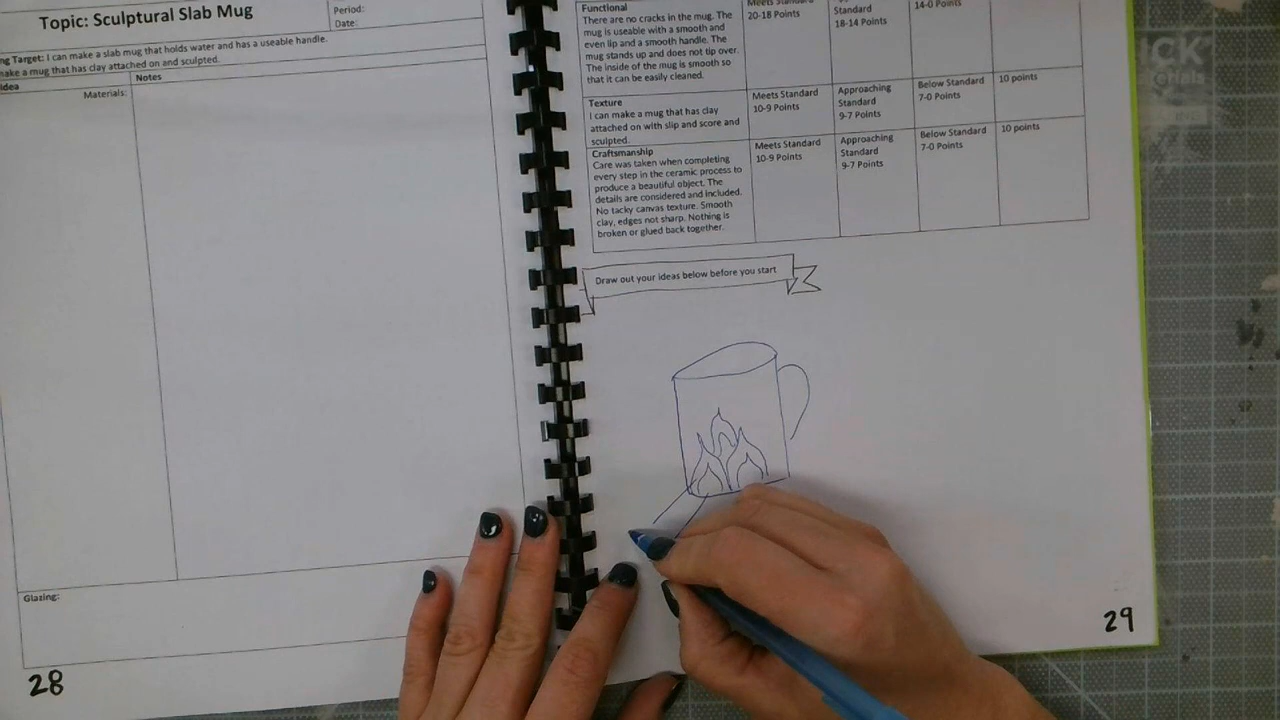 Topic: Sculptural Slab Mug
Period:
Date:
ng Target: I can make a slab mug that holds water and has a useable handle.
make a mug that has clay attached on and sculpted.
Idea
Notes
Materials:
Glazing:
28
Functional
There are no cracks in the mug. The
mug is useable with a smooth and
even lip and a smooth handle. The
mug stands up and does not tip over.
The inside of the mug is smooth so
that it can be easily cleaned.
Meets Standard
20-18 Points
Standard
18-14 Points
14-0 Points
Texture
I can make a mug that has clay
attached on with slip and score and
sculpted.
Meets Standard
10-9 Points
Approaching
Standard
9-7 Points
Below Standard
7-0 Points
10 points
Craftsmanship
Care was taken when completing
every step in the ceramic process to
produce a beautiful object. The
details are considered and included.
No tacky canvas texture. Smooth
clay, edges not sharp. Nothing is
broken or glued back together.
Meets Standard
10-9 Points
Approaching
Standard
9-7 Points
Below Standard
7-0 Points
10 points
Draw out your ideas below before you start
29